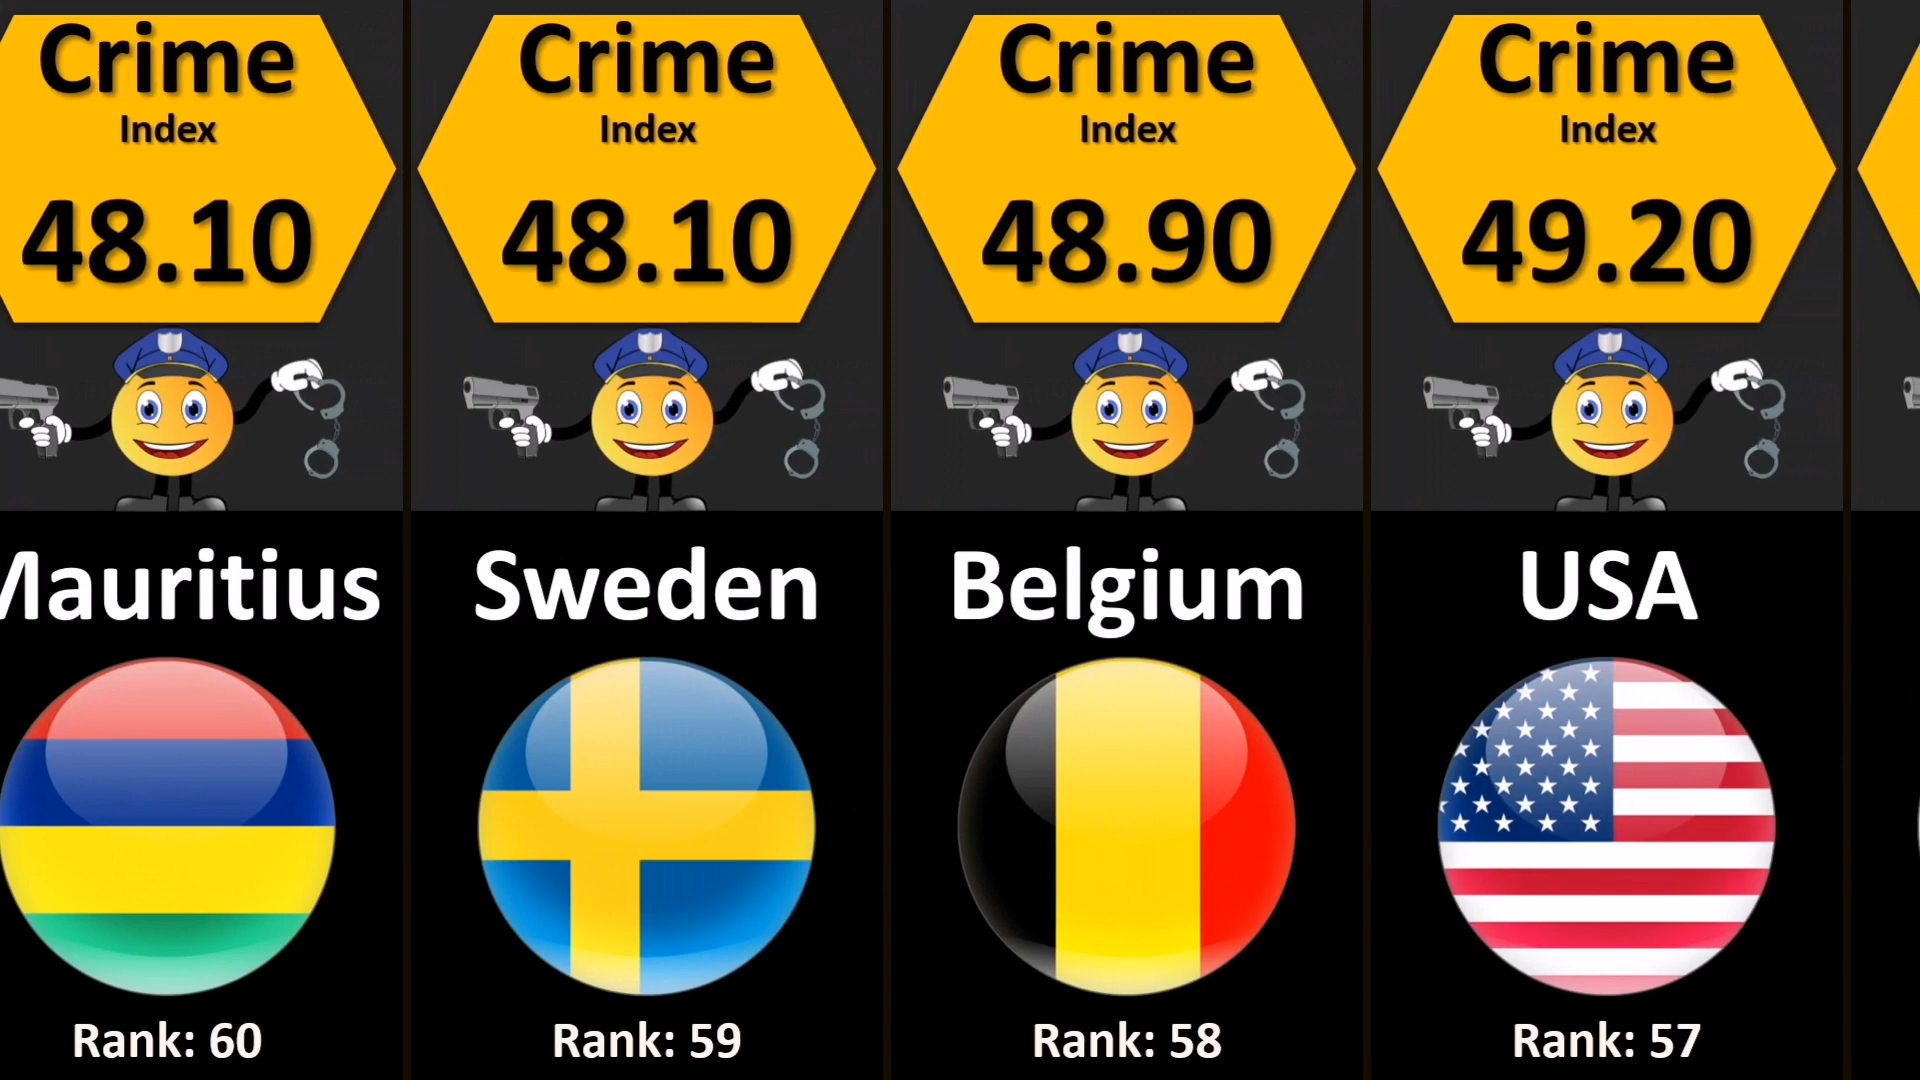 Crime
Index
48.10
Mauritius
Rank: 60
Crime
Index
48.10
Sweden
Rank: 59
Crime
Index
48.90
Belgium
Rank: 58
Crime
Index
49.20
USA
Rank: 57